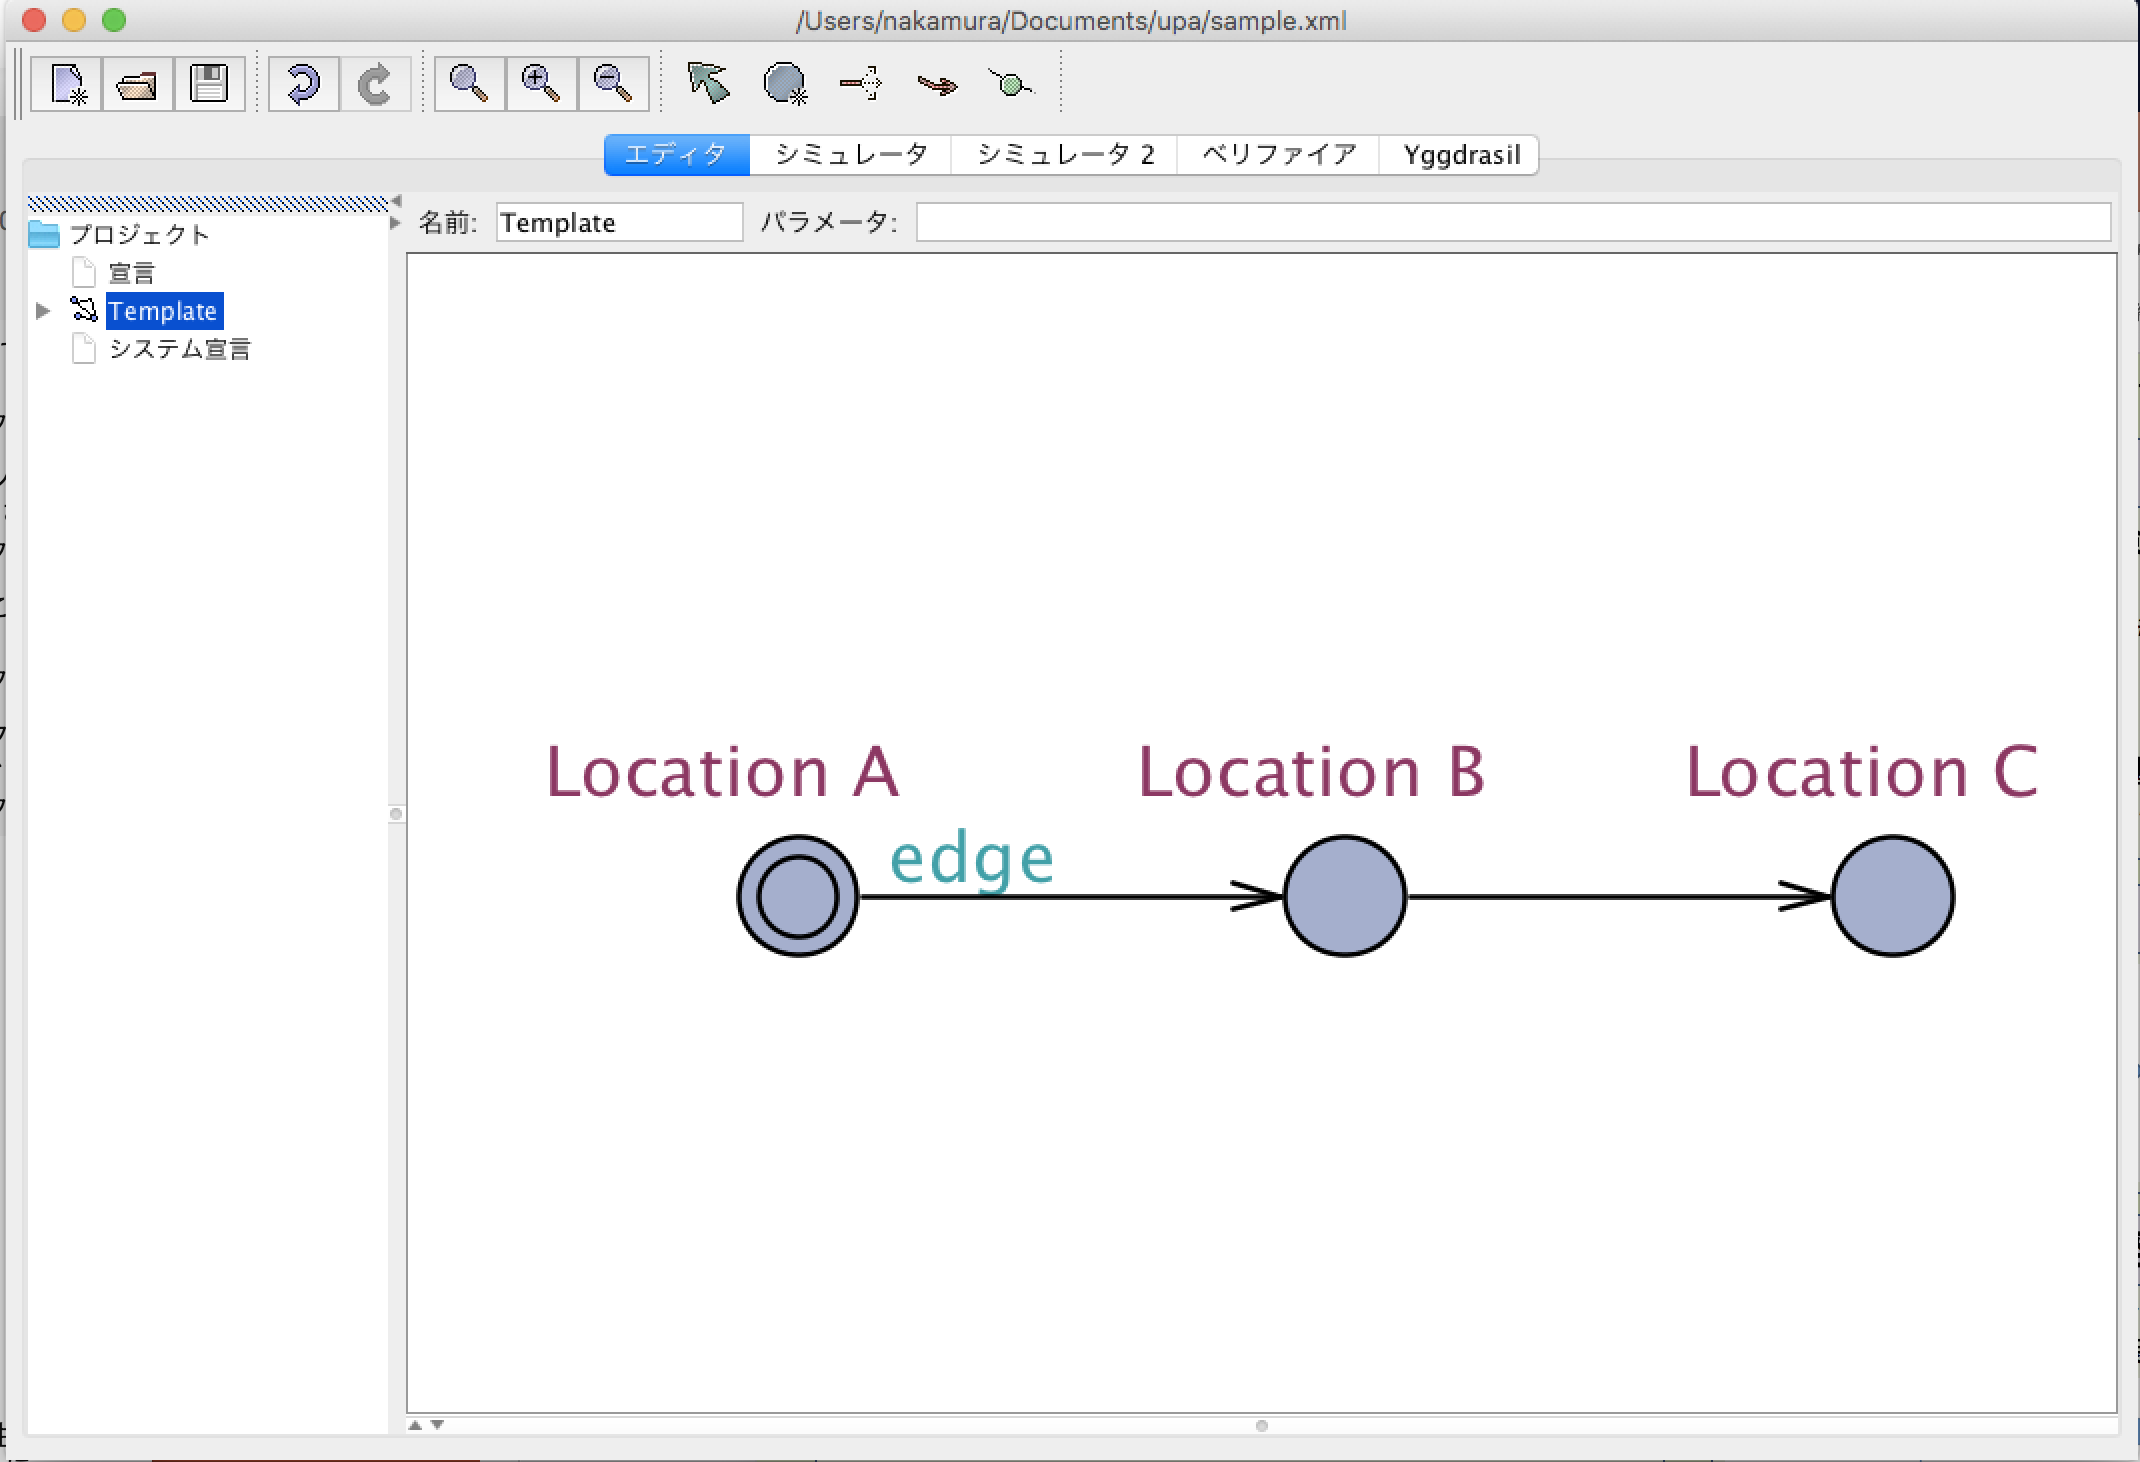 /Users/nakamura/Documents/upa/sample.xml
エディタ シミュレータ シミュレータ 2 ベリファイア Yggdrasil
名前: Template パラメータ:
プロジェクト
宣言
Template
システム宣言
Location A Location B Location C
edge